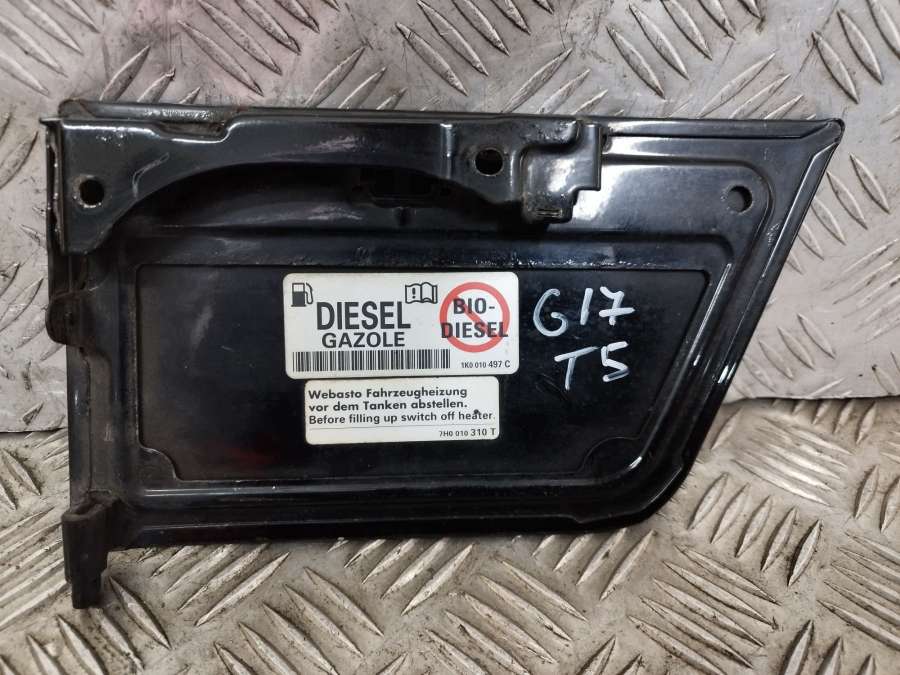 DIESEL
GAZOLE
BIO-
DIESEL
1K0 010 497 C
Webasto Fahrzeugheizung
vor dem Tanken abstellen.
Before filling up switch off heater.
7H0 010 310 T
G17
T5